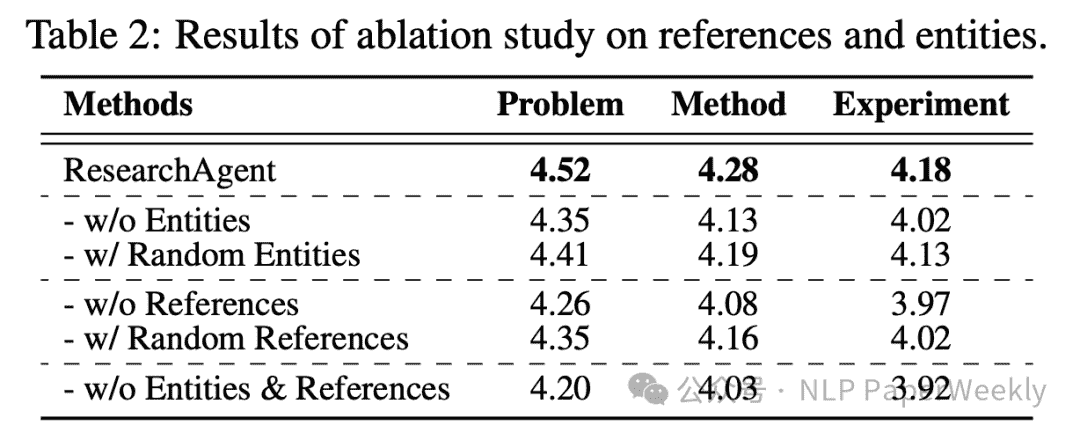 Table 2: Results of ablation study on references and entities.
Methods Problem Method Experiment
ResearchAgent 4.52 4.28 4.18
- w/o Entities 4.35 4.13 4.02
- w/ Random Entities 4.41 4.19 4.13
- w/o References 4.26 4.08 3.97
- w/ Random References 4.35 4.16 4.02
- w/o Entities & References 4.20 4.03 3.92
公众号 · NLP PaperWeekly